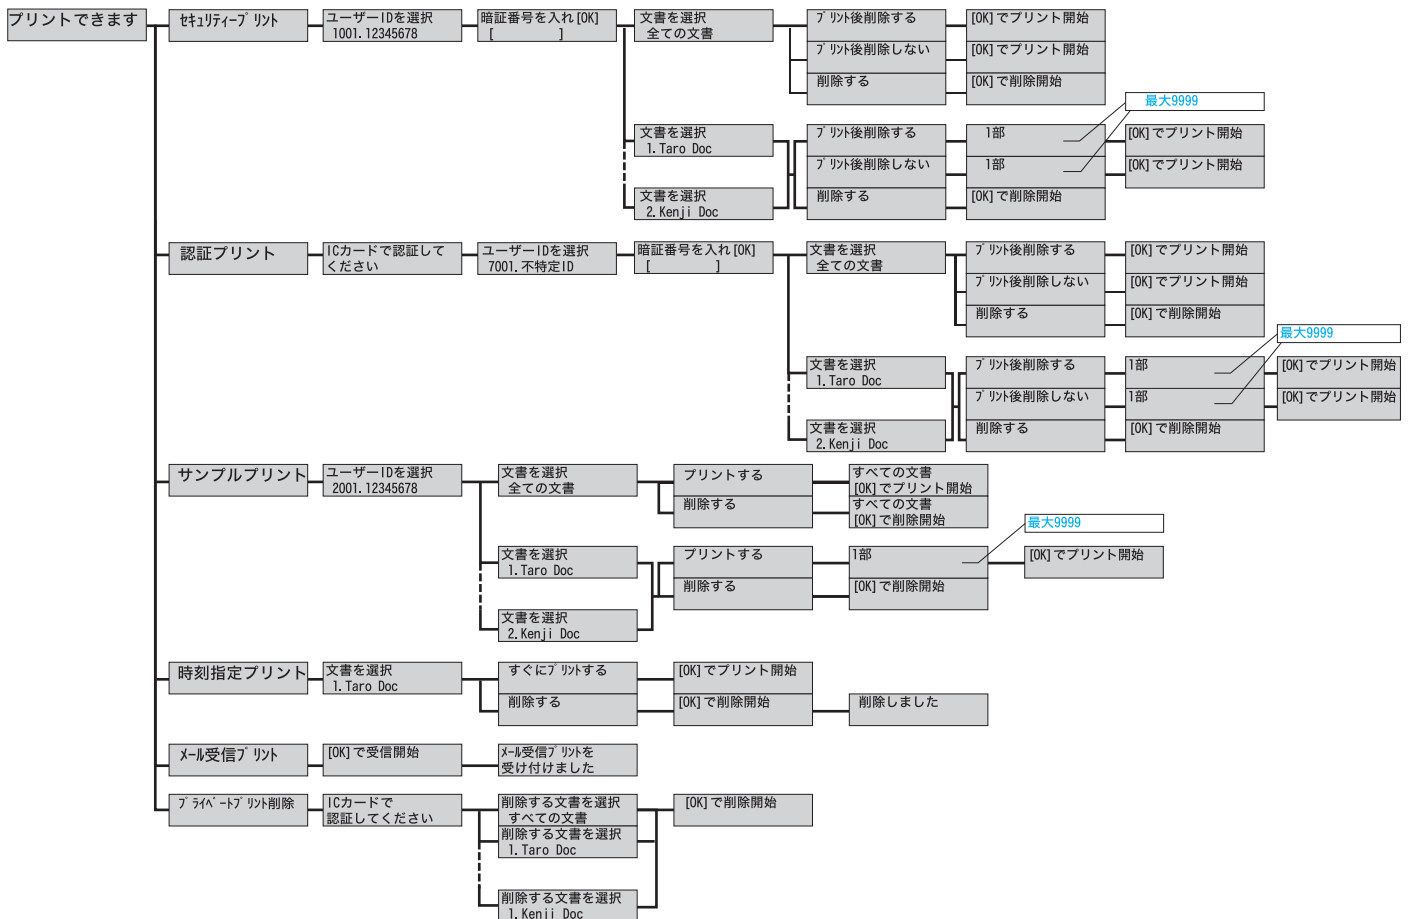 プリントできます
セキュリティープリント
ユーザーIDを選択
1001.12345678
暗証番号を入れ[OK]
[          ]
文書を選択
全ての文書
プリント後削除する
[OK]でプリント開始
プリント後削除しない
[OK]でプリント開始
削除する
[OK]で削除開始
最大9999
文書を選択
1.Taro Doc
プリント後削除する
1部
[OK]でプリント開始
プリント後削除しない
1部
[OK]でプリント開始
文書を選択
2.Kenji Doc
削除する
[OK]で削除開始
認証プリント
ICカードで認証して
ください
ユーザーIDを選択
7001.不特定ID
暗証番号を入れ[OK]
[          ]
文書を選択
全ての文書
プリント後削除する
[OK]でプリント開始
プリント後削除しない
[OK]でプリント開始
削除する
[OK]で削除開始
最大9999
文書を選択
1.Taro Doc
プリント後削除する
1部
[OK]でプリント開始
プリント後削除しない
1部
[OK]でプリント開始
文書を選択
2.Kenji Doc
削除する
[OK]で削除開始
サンプルプリント
ユーザーIDを選択
2001.12345678
文書を選択
全ての文書
プリントする
すべての文書
[OK]でプリント開始
削除する
すべての文書
[OK]で削除開始
最大9999
文書を選択
1.Taro Doc
プリントする
1部
[OK]でプリント開始
削除する
[OK]で削除開始
文書を選択
2.Kenji Doc
時刻指定プリント
文書を選択
1.Taro Doc
すぐにプリントする
[OK]でプリント開始
削除する
[OK]で削除開始
削除しました
メール受信プリント
[OK]で受信開始
メール受信プリントを
受け付けました
プライベートプリント削除
ICカードで
認証してください
削除する文書を選択
すべての文書
[OK]で削除開始
削除する文書を選択
1.Taro Doc
削除する文書を選択
1.Kenji Doc